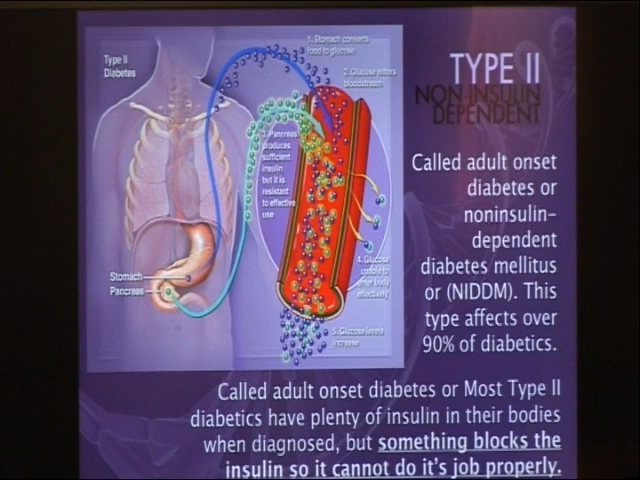 Type II
Diabetes
1. Stomach converts
food to glucose
2. Glucose enters
bloodstream
3. Pancreas
produces
sufficient
insulin
but it is
resistant
to effective
use
4. Glucose
unable to
enter body
effectively
5. Glucose levels
increase
Stomach
Pancreas
TYPE II
NON INSULIN
DEPENDENT
Called adult onset
diabetes or
noninsulin-
dependent
diabetes mellitus
or (NIDDM). This
type affects over
90% of diabetics.
Called adult onset diabetes or Most Type II
diabetics have plenty of insulin in their bodies
when diagnosed, but something blocks the
insulin so it cannot do it's job properly.